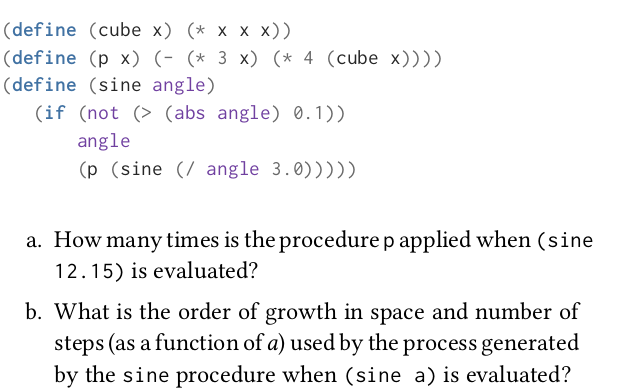 (define (cube x) (* x x x))
(define (p x) (- (* 3 x) (* 4 (cube x))))
(define (sine angle)
(if (not (> (abs angle) 0.1))
angle
(p (sine (/ angle 3.0)))))
a. How many times is the procedure p applied when (sine
12.15) is evaluated?
b. What is the order of growth in space and number of
steps (as a function of a) used by the process generated
by the sine procedure when (sine a) is evaluated?